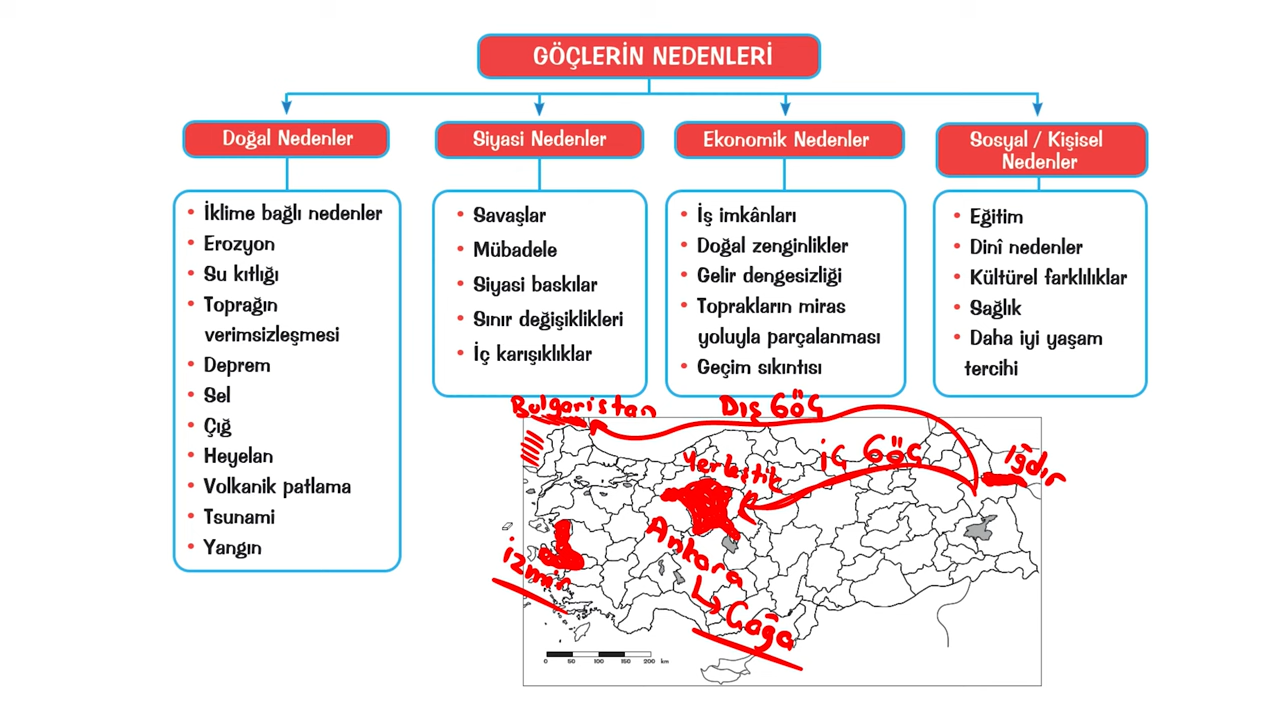 GÖÇLERİN NEDENLERİ
Doğal Nedenler
• İklime bağlı nedenler
• Erozyon
• Su kıtlığı
• Toprağın
verimsizleşmesi
• Deprem
• Sel
• Çığ
• Heyelan
• Volkanik patlama
• Tsunami
• Yangın
Siyasi Nedenler
• Savaşlar
• Mübadele
• Siyasi baskılar
• Sınır değişiklikleri
• İç karışıklıklar
Ekonomik Nedenler
• İş imkânları
• Doğal zenginlikler
• Gelir dengesizliği
• Toprakların miras
yoluyla parçalanması
• Geçim sıkıntısı
Sosyal / Kişisel
Nedenler
• Eğitim
• Dinî nedenler
• Kültürel farklılıklar
• Sağlık
• Daha iyi yaşam
tercihi
Bulgaristan
Dış Göç
İç Göç
Iğdır
Yerleştik
Ankara
İzmir
Çağa
0 50 100 150 200 km